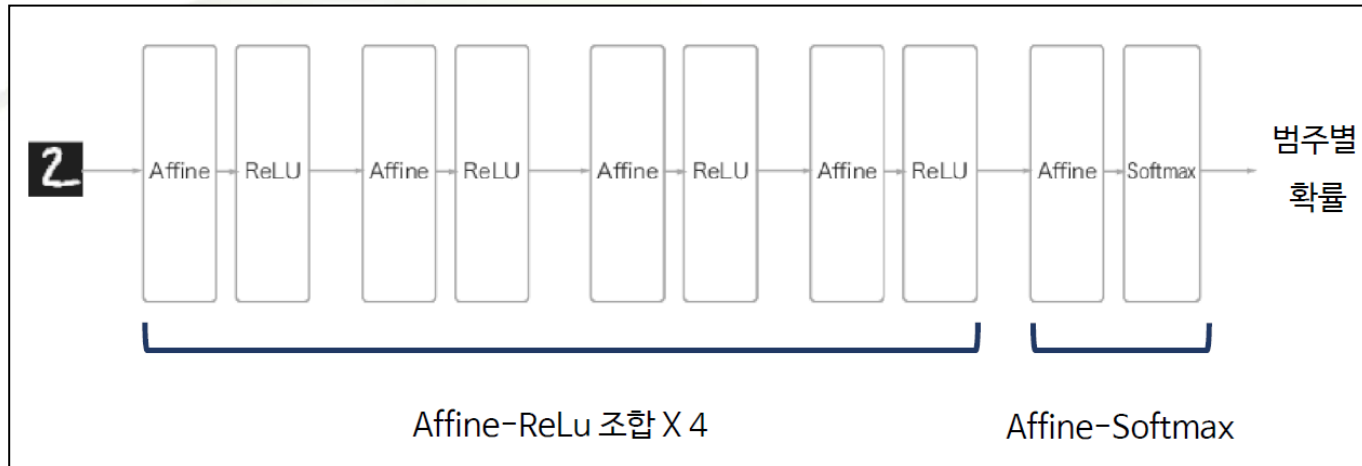 2
Affine ReLU Affine ReLU Affine ReLU Affine ReLU Affine Softmax
범주별
확률
Affine-ReLu 조합 X 4
Affine-Softmax